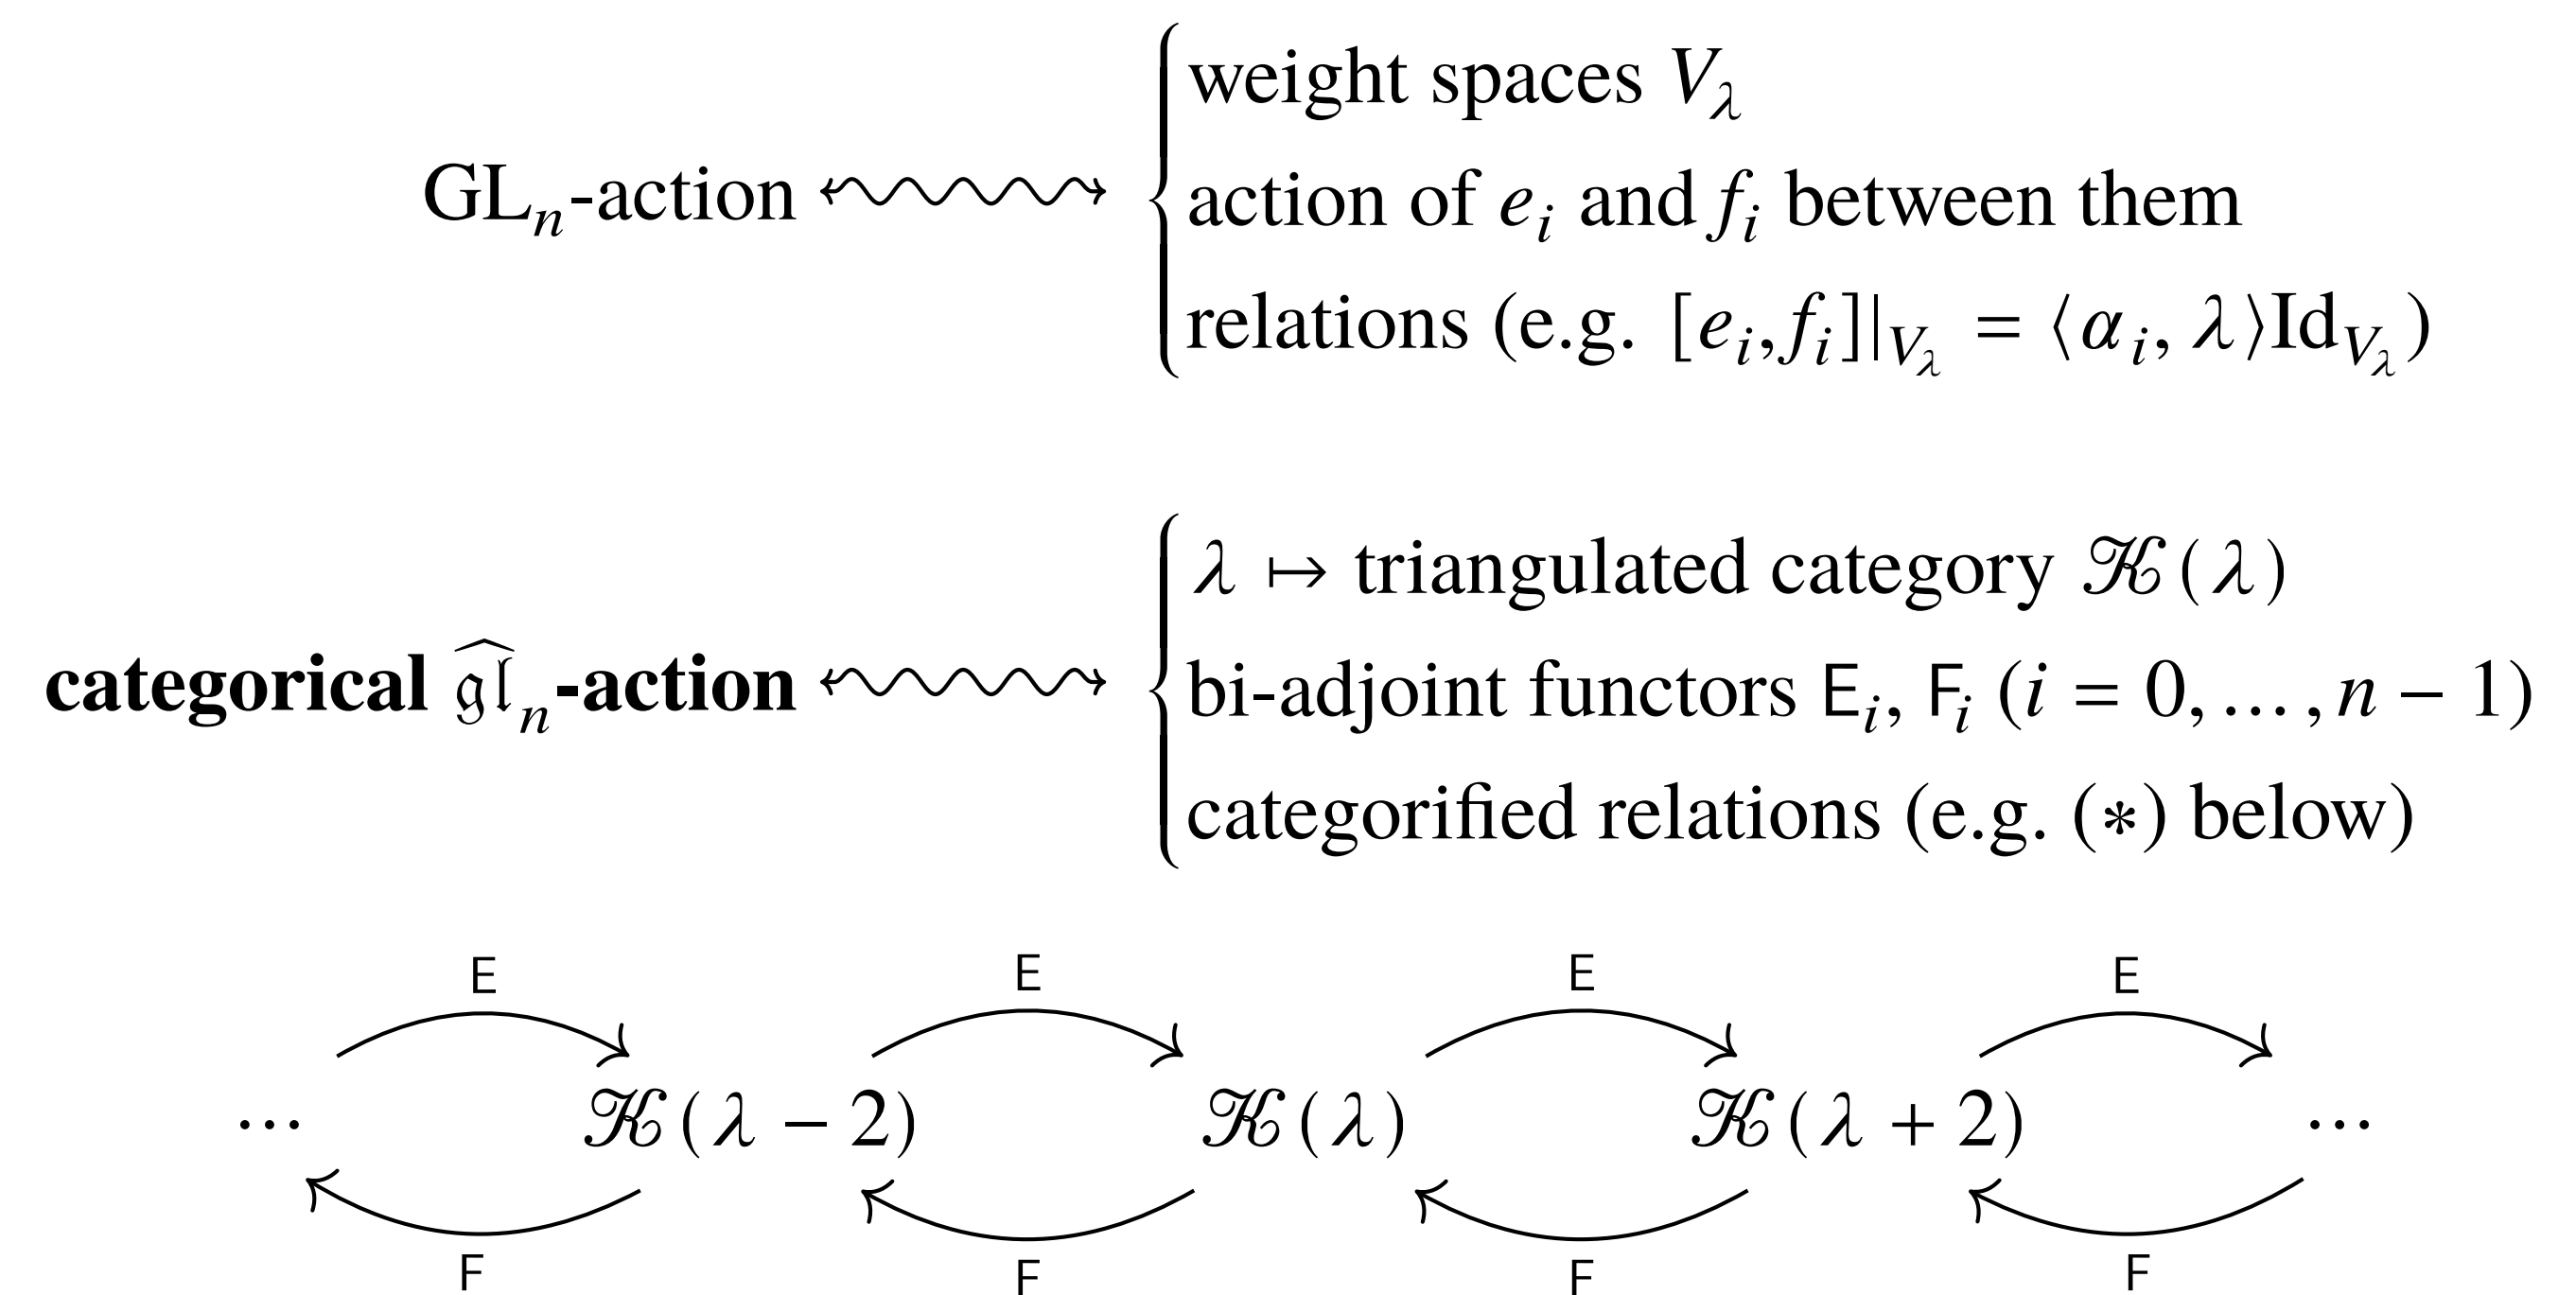 weight spaces V_λ
GL_n-action ↭ action of e_i and f_i between them
relations (e.g. [e_i, f_i]|_{V_λ} = ⟨α_i, λ⟩Id_{V_λ})
λ ↦ triangulated category 𝒦(λ)
categorical \widehat{𝔤𝔩}_n-action ↭ bi-adjoint functors E_i, F_i (i = 0, … , n − 1)
categorified relations (e.g. (∗) below)
E E E E
⋯ 𝒦(λ − 2) 𝒦(λ) 𝒦(λ + 2) ⋯
F F F F